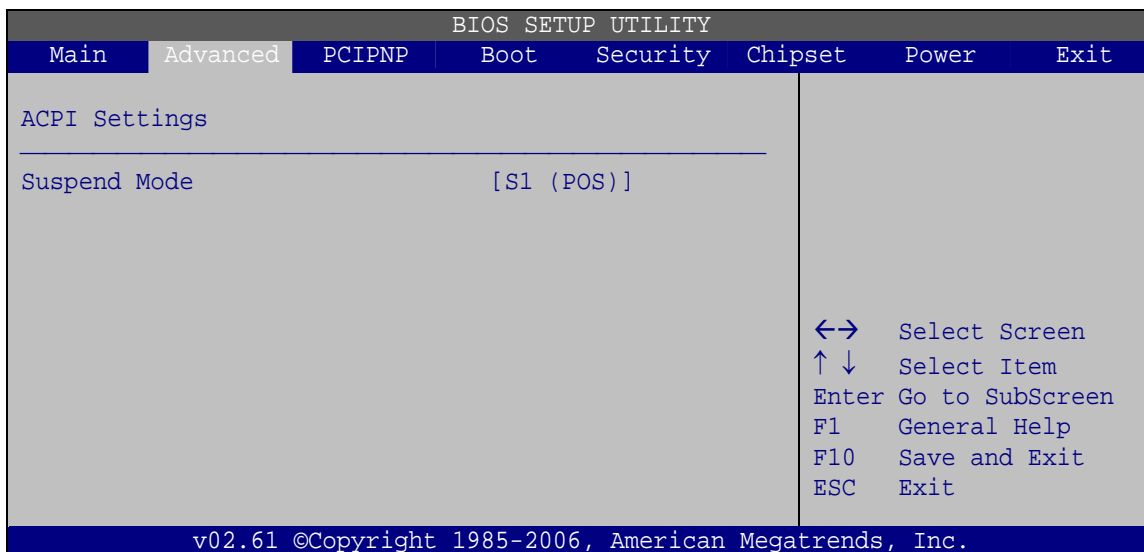 BIOS SETUP UTILITY
Main Advanced PCIPNP Boot Security Chipset Power Exit
ACPI Settings
Suspend Mode [S1 (POS)]
←→ Select Screen
↑ ↓ Select Item
Enter Go to SubScreen
F1 General Help
F10 Save and Exit
ESC Exit
v02.61 ©Copyright 1985-2006, American Megatrends, Inc.